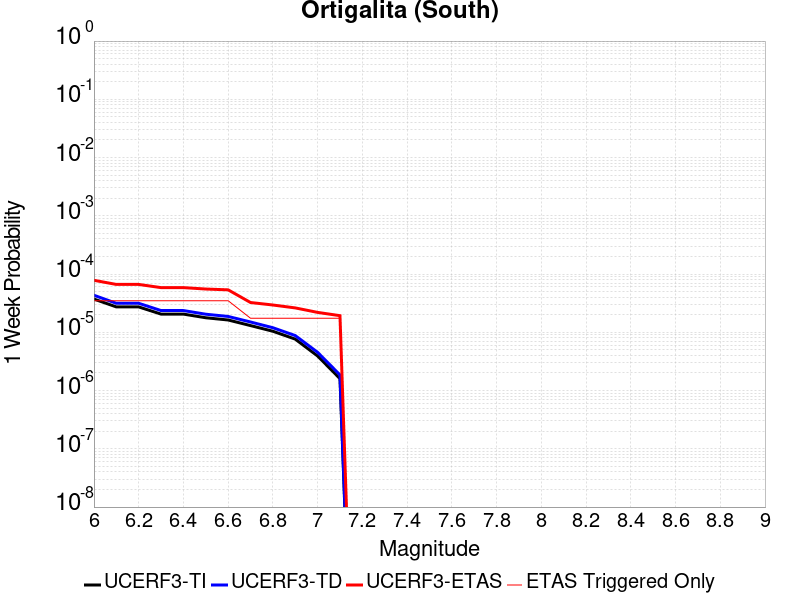 Ortigalita (South)
10 0
10 -1
10 -2
10 -3
10 -4
10 -5
10 -6
10 -7
10 -8
1 Week Probability
6 6.2 6.4 6.6 6.8 7 7.2 7.4 7.6 7.8 8 8.2 8.4 8.6 8.8 9
Magnitude
UCERF3-TI UCERF3-TD UCERF3-ETAS ETAS Triggered Only